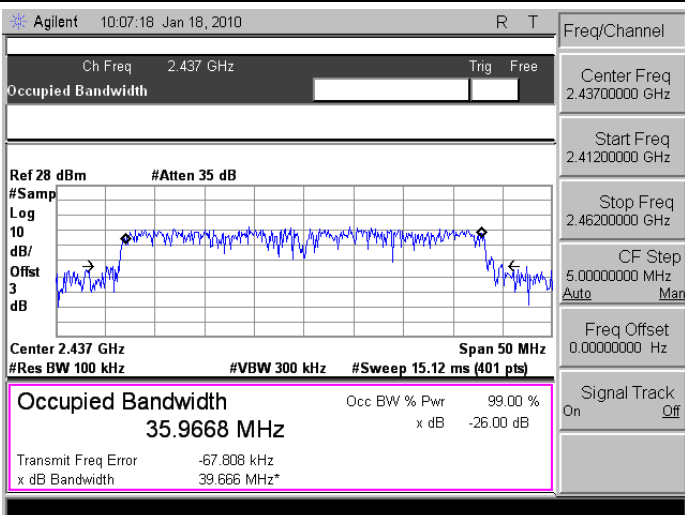 Agilent 10:07:18 Jan 18, 2010 R T
Freq/Channel
Ch Freq 2.437 GHz Trig Free
Occupied Bandwidth
Center Freq
2.43700000 GHz
Start Freq
2.41200000 GHz
Stop Freq
2.46200000 GHz
CF Step
5.00000000 MHz
Auto Man
Freq Offset
0.00000000 Hz
Signal Track
On Off
Ref 28 dBm #Atten 35 dB
#Samp
Log
10
dB/
Offst
3
dB
Center 2.437 GHz Span 50 MHz
#Res BW 100 kHz #VBW 300 kHz #Sweep 15.12 ms (401 pts)
Occupied Bandwidth Occ BW % Pwr 99.00 %
35.9668 MHz x dB -26.00 dB
Transmit Freq Error -67.808 kHz
x dB Bandwidth 39.666 MHz*